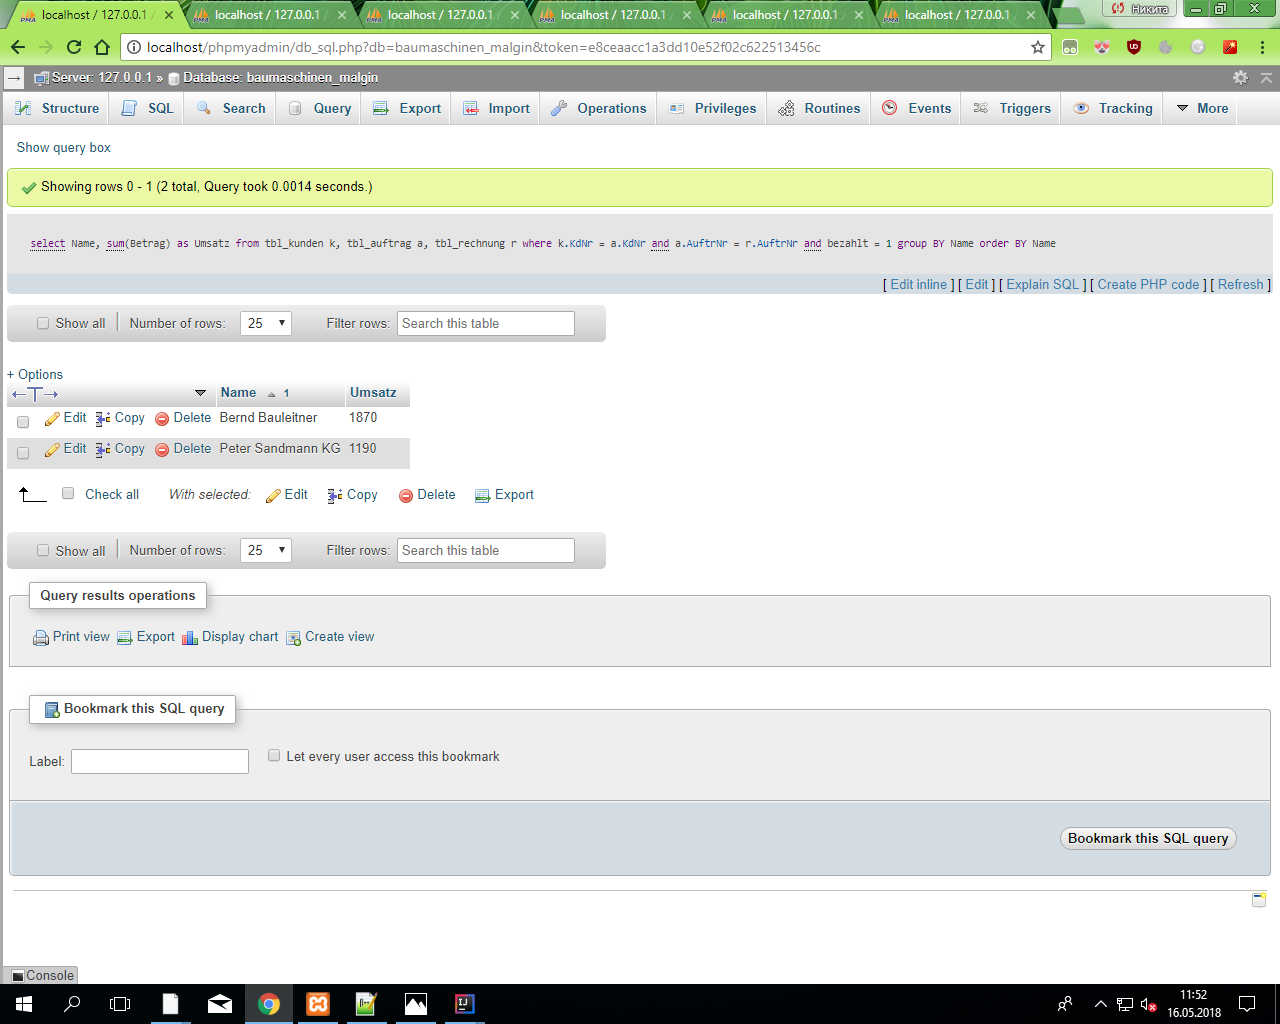 localhost / 127.0.0.1 /
localhost / 127.0.0.1 /
localhost / 127.0.0.1 /
localhost / 127.0.0.1 /
localhost / 127.0.0.1 /
localhost / 127.0.0.1 /
Никита
localhost/phpmyadmin/db_sql.php?db=baumaschinen_malgin&token=e8ceaacc1a3dd10e52f02c622513456c
Server: 127.0.0.1 » Database: baumaschinen_malgin
Structure SQL Search Query Export Import Operations Privileges Routines Events Triggers Tracking More
Show query box
Showing rows 0 - 1 (2 total, Query took 0.0014 seconds.)
select Name, sum(Betrag) as Umsatz from tbl_kunden k, tbl_auftrag a, tbl_rechnung r where k.KdNr = a.KdNr and a.AuftrNr = r.AuftrNr and bezahlt = 1 group BY Name order BY Name
[ Edit inline ] [ Edit ] [ Explain SQL ] [ Create PHP code ] [ Refresh ]
Show all Number of rows: 25 Filter rows: Search this table
+ Options
Name 1 Umsatz
Edit Copy Delete Bernd Bauleitner 1870
Edit Copy Delete Peter Sandmann KG 1190
Check all With selected: Edit Copy Delete Export
Show all Number of rows: 25 Filter rows: Search this table
Query results operations
Print view Export Display chart Create view
Bookmark this SQL query
Label: Let every user access this bookmark
Bookmark this SQL query
Console
11:52
16.05.2018